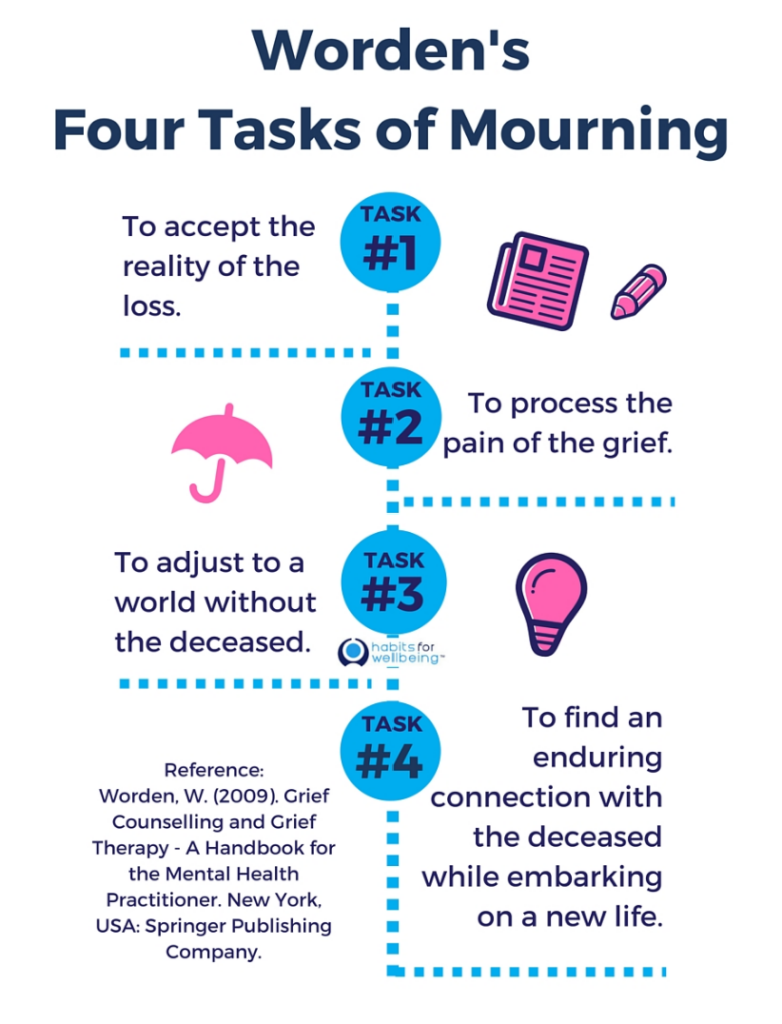 Worden's
Four Tasks of Mourning
TASK
#1
To accept the
reality of the
loss.
TASK
#2
To process the
pain of the grief.
TASK
#3
To adjust to a
world without
the deceased.
habits for
wellbeing™
TASK
#4
To find an
enduring
connection with
the deceased
while embarking
on a new life.
Reference:
Worden, W. (2009). Grief
Counselling and Grief
Therapy - A Handbook for
the Mental Health
Practitioner. New York,
USA: Springer Publishing
Company.